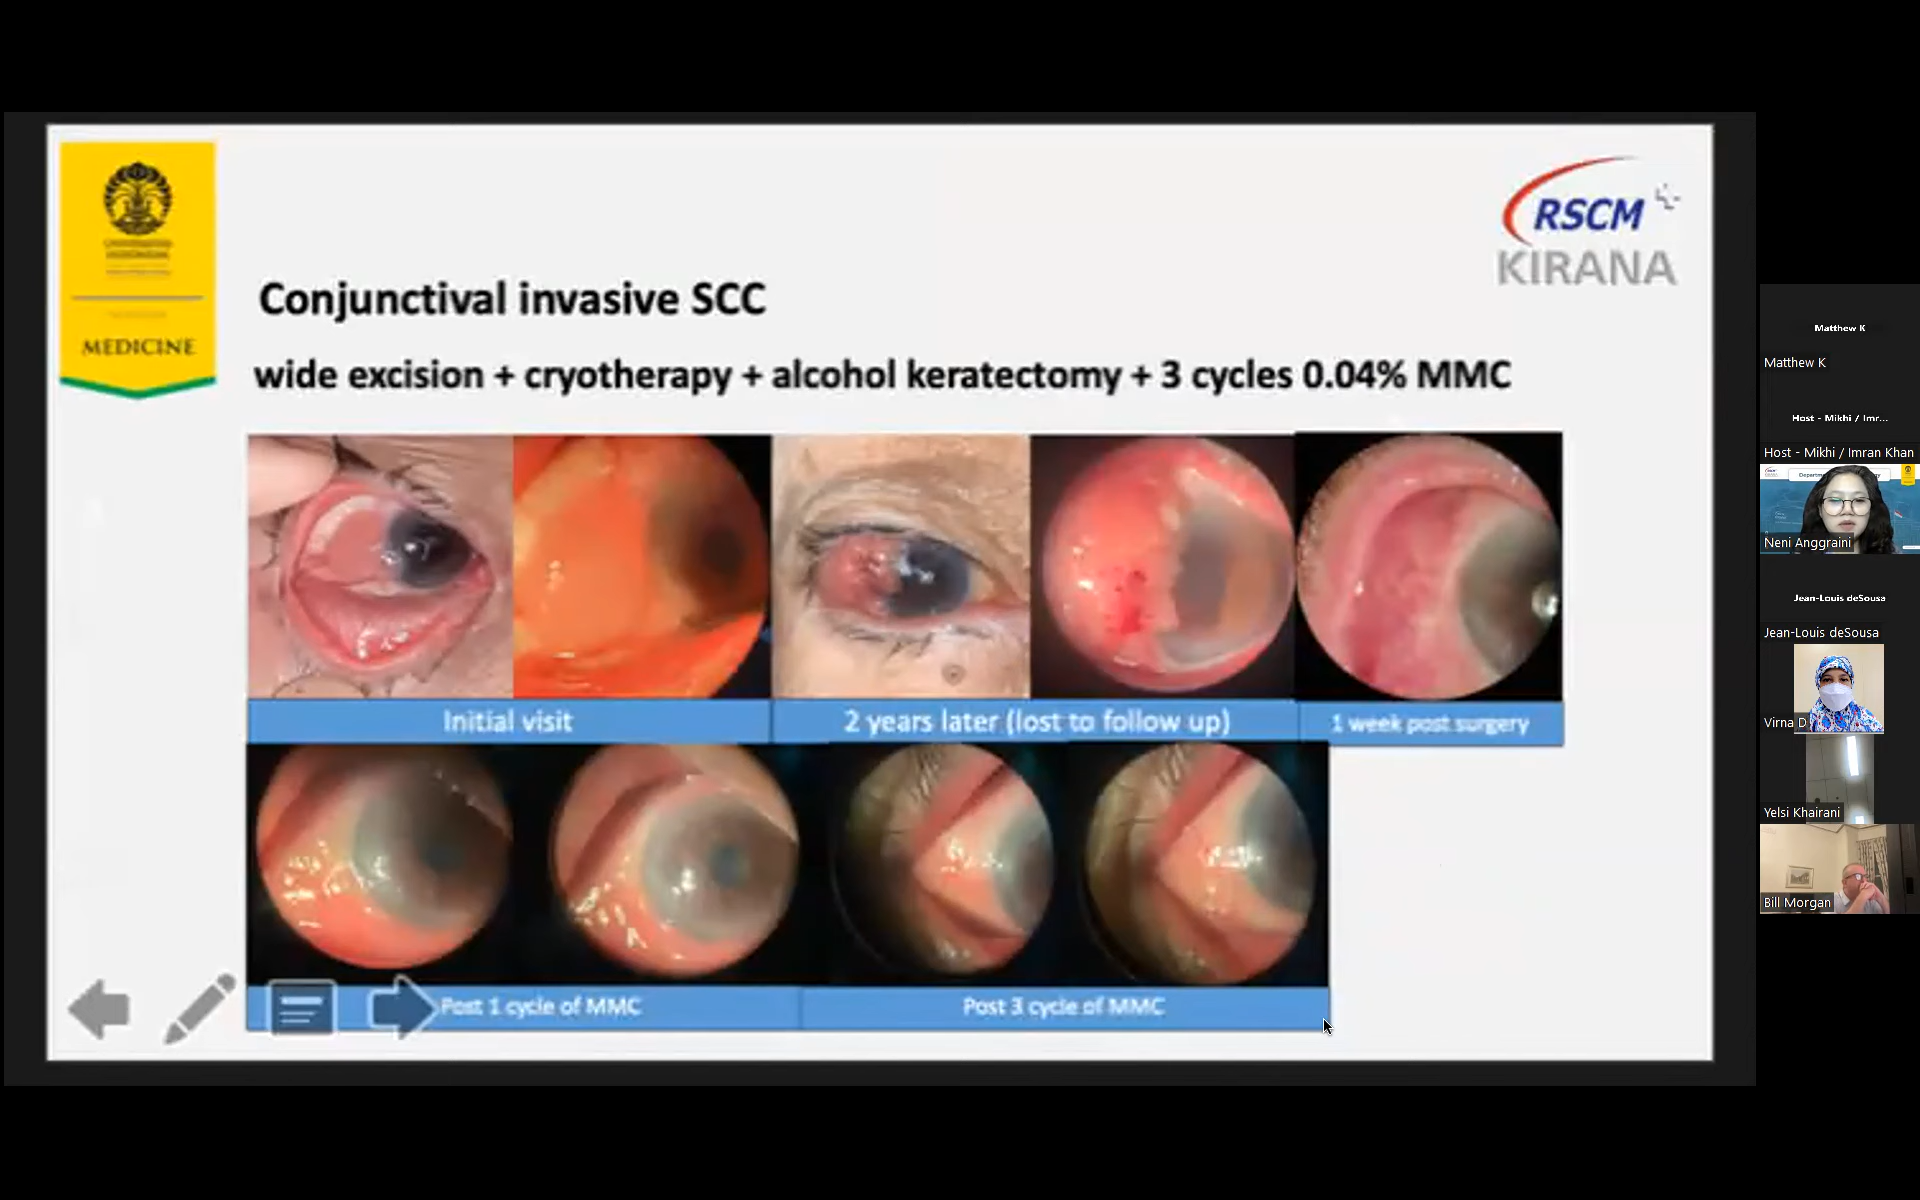 MEDICINE
RSCM
KIRANA
Conjunctival invasive SCC
wide excision + cryotherapy + alcohol keratectomy + 3 cycles 0.04% MMC
Initial visit
2 years later (lost to follow up)
1 week post surgery
Post 1 cycle of MMC
Post 3 cycle of MMC
Matthew K
Matthew K
Host - Mikhi / Imr...
Host - Mikhi / Imran Khan
Neni Anggraini
Jean-Louis deSousa
Jean-Louis deSousa
Virna D
Yelsi Khairani
Bill Morgan